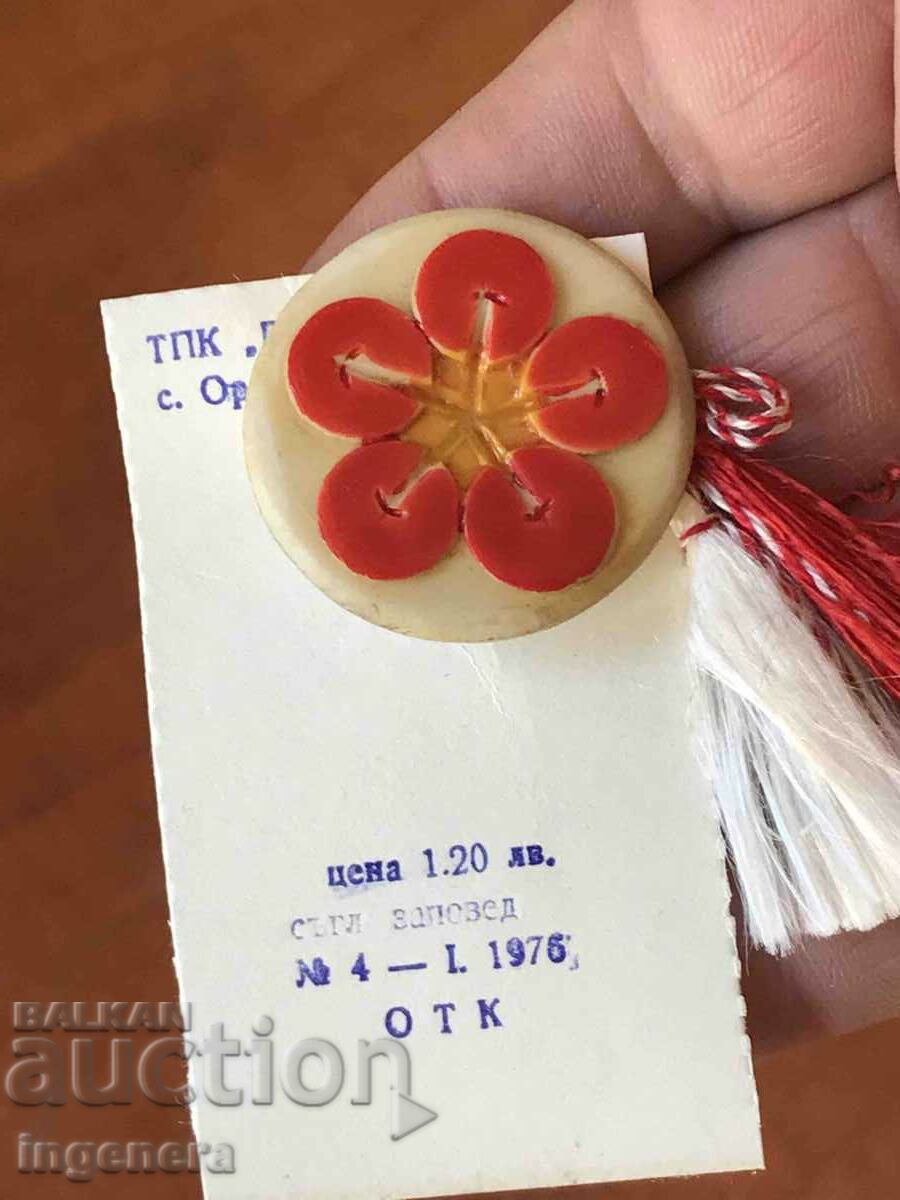 ТПК
с. Ор
цена 1.20 лв.
съгл заповед
№ 4 — I. 1976
О Т К
BALKAN
auction
ingenera